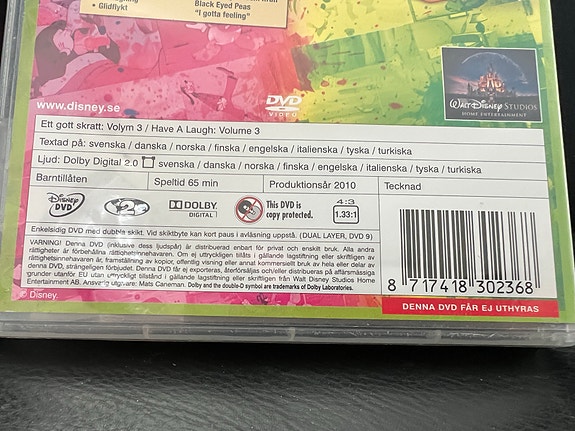 • Glidflykt
Black Eyed Peas
"I gotta feeling"
www.disney.se
DVD
VIDEO
WALT DISNEY STUDIOS
HOME ENTERTAINMENT
Ett gott skratt: Volym 3 / Have A Laugh: Volume 3
Textad på: svenska / danska / norska / finska / engelska / italienska / tyska / turkiska
Ljud: Dolby Digital 2.0 svenska / danska / norska / finska / engelska / italienska / tyska / turkiska
Barntillåten
Speltid 65 min
Produktionsår 2010
Tecknad
Disney
DVD
2
DOLBY
DIGITAL
This DVD is
copy protected.
4:3
1.33:1
Enkelsidig DVD med dubbla skikt. Vid skiktbyte kan kort paus i avläsning uppstå. (DUAL LAYER, DVD 9)
VARNING! Denna DVD (inklusive dess ljudspår) är distribuerad enbart för privat och enskilt bruk. Alla andra
rättigheter är förbehållna rättighetsinnehavaren. Om ej uttryckligen tillåts i gällande lagstiftning eller skriftligen av
rättighetsinnehavaren är, framställning av kopior, offentlig visning eller annat kommersiellt bruk av hela eller delar av
denna DVD, strängeligen förbjudet. Denna DVD får ej exporteras, återförsäljas och/eller distribueras på affärsmässiga
grunder utanför EU utan uttryckligt tillstånd i gällande lagstiftning eller skriftligen från Walt Disney Studios Home
Entertainment AB. Ansvarig utgivare: Mats Caneman. Dolby and the double-D symbol are trademarks of Dolby Laboratories.
© Disney.
8 717418 302368
DENNA DVD FÅR EJ UTHYRAS